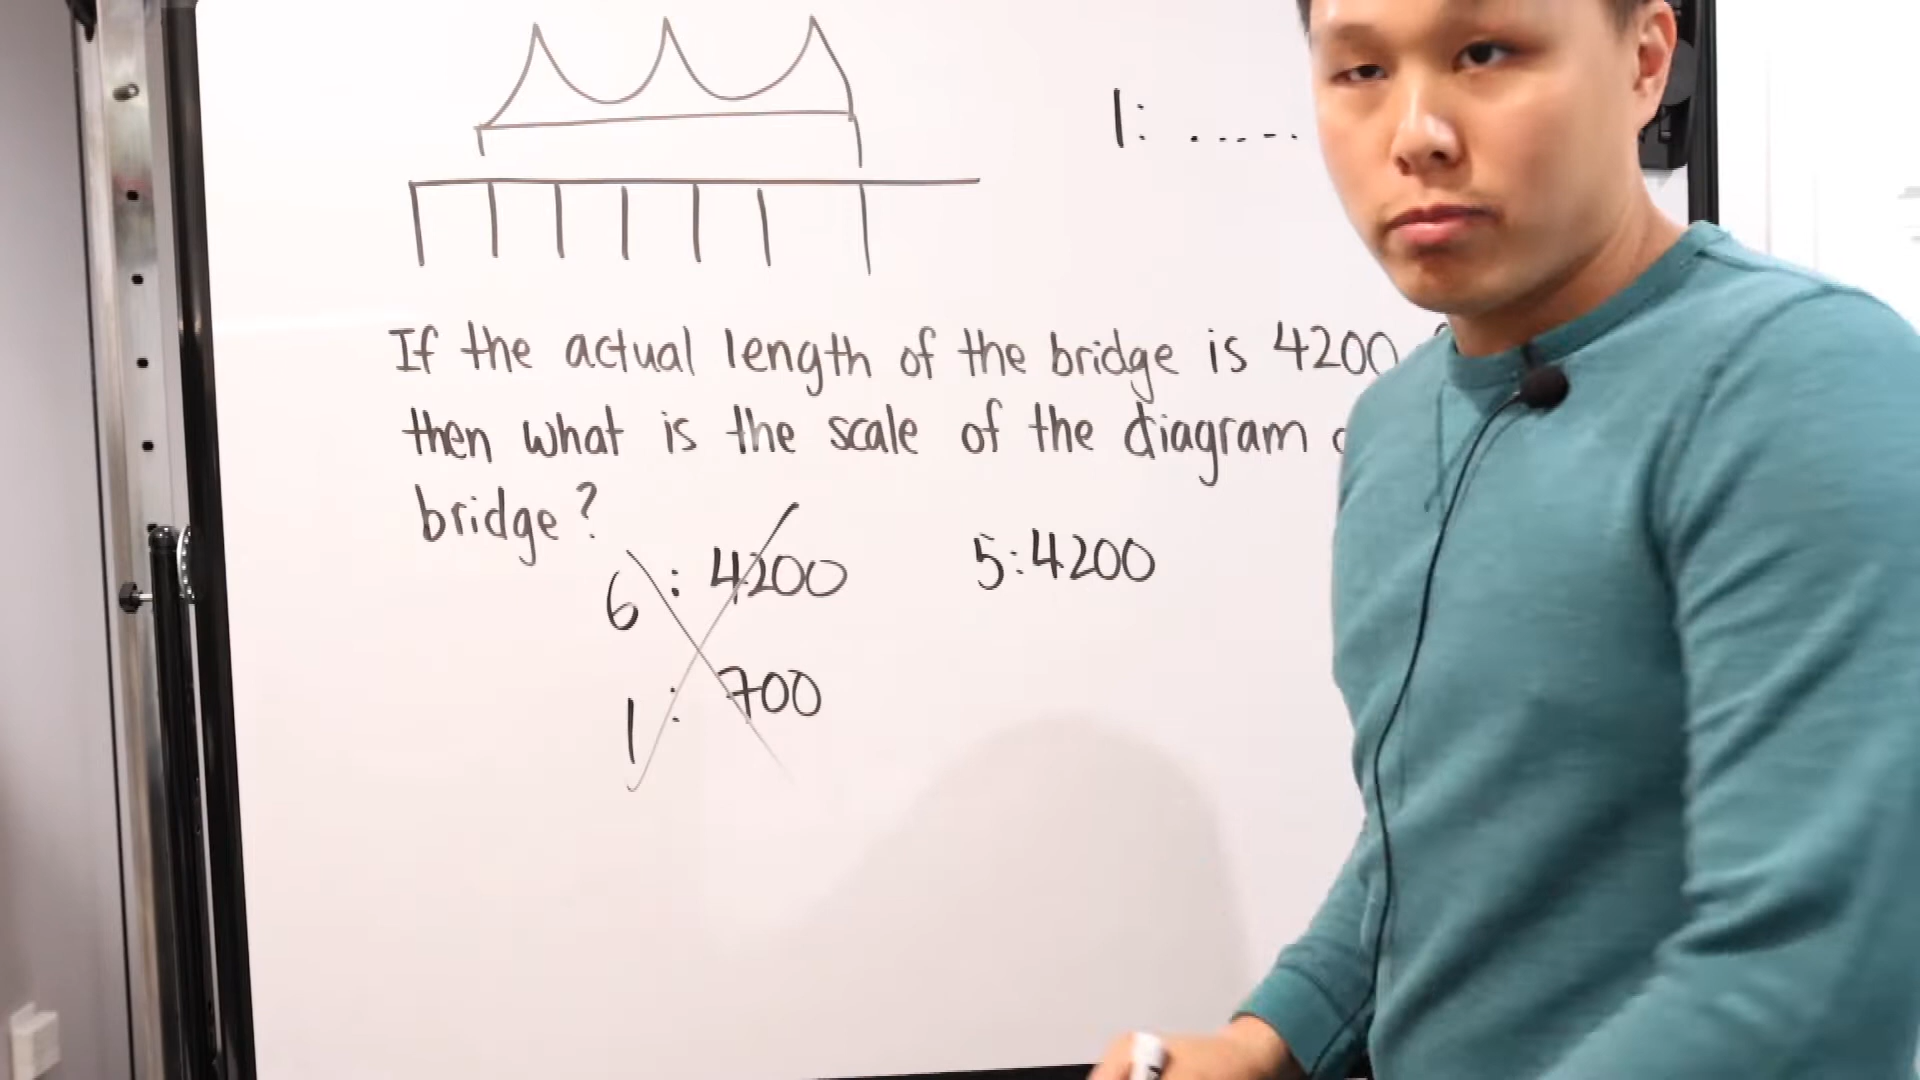 1: .....
If the actual length of the bridge is 4200
then what is the scale of the diagram
bridge?
6 : 4200
5:4200
1 : 700